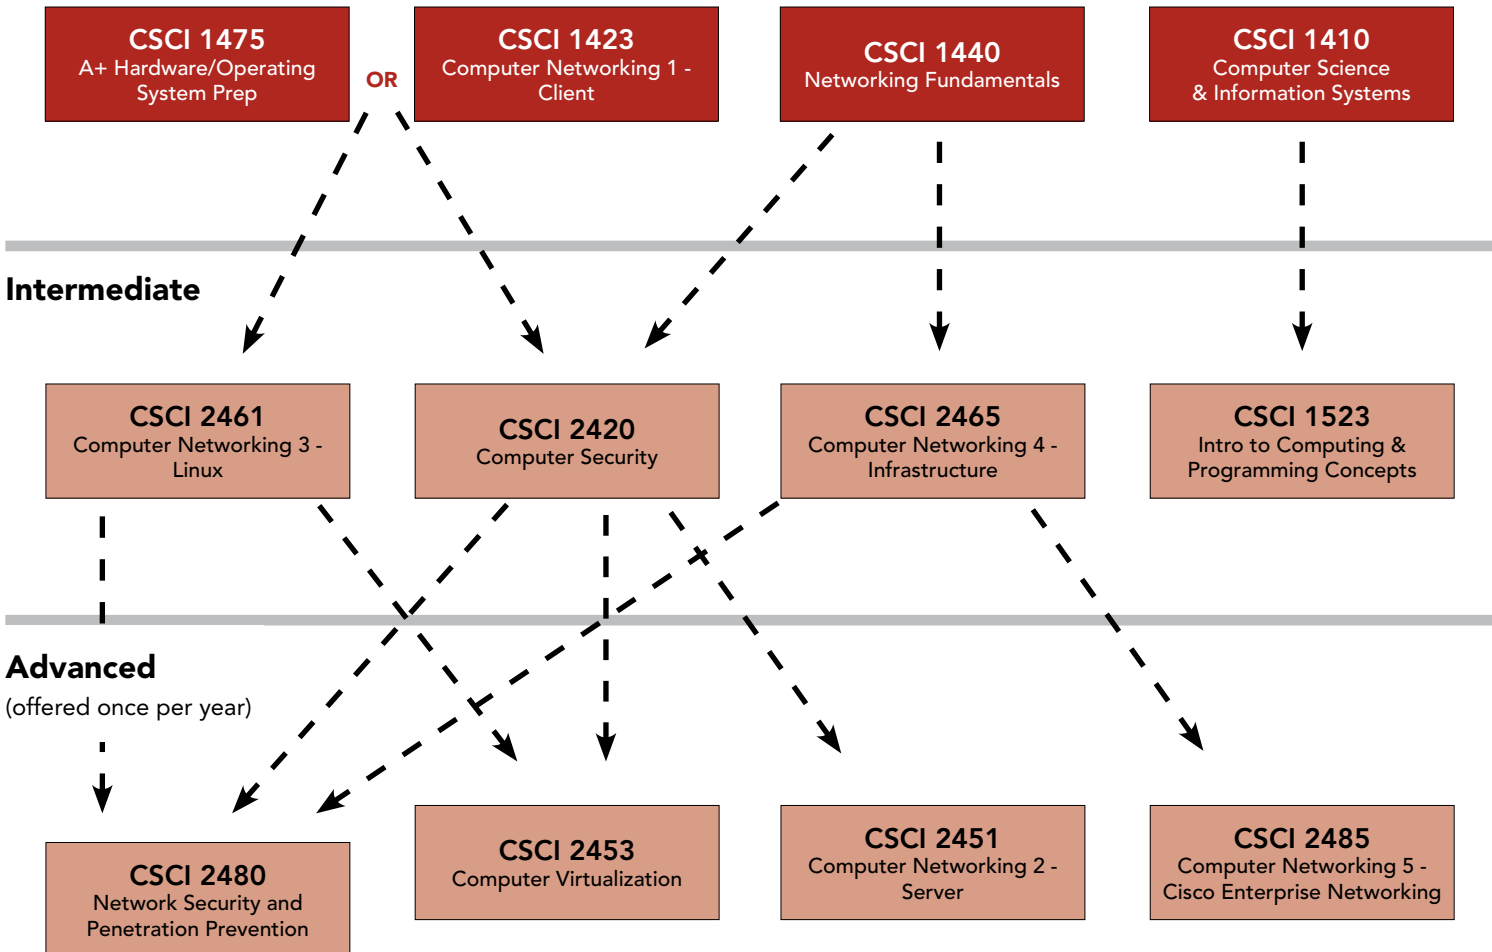 CSCI 1475
A+ Hardware/Operating
System Prep
OR
CSCI 1423
Computer Networking 1 -
Client
CSCI 1440
Networking Fundamentals
CSCI 1410
Computer Science
& Information Systems
Intermediate
CSCI 2461
Computer Networking 3 -
Linux
CSCI 2420
Computer Security
CSCI 2465
Computer Networking 4 -
Infrastructure
CSCI 1523
Intro to Computing &
Programming Concepts
Advanced
(offered once per year)
CSCI 2480
Network Security and
Penetration Prevention
CSCI 2453
Computer Virtualization
CSCI 2451
Computer Networking 2 -
Server
CSCI 2485
Computer Networking 5 -
Cisco Enterprise Networking